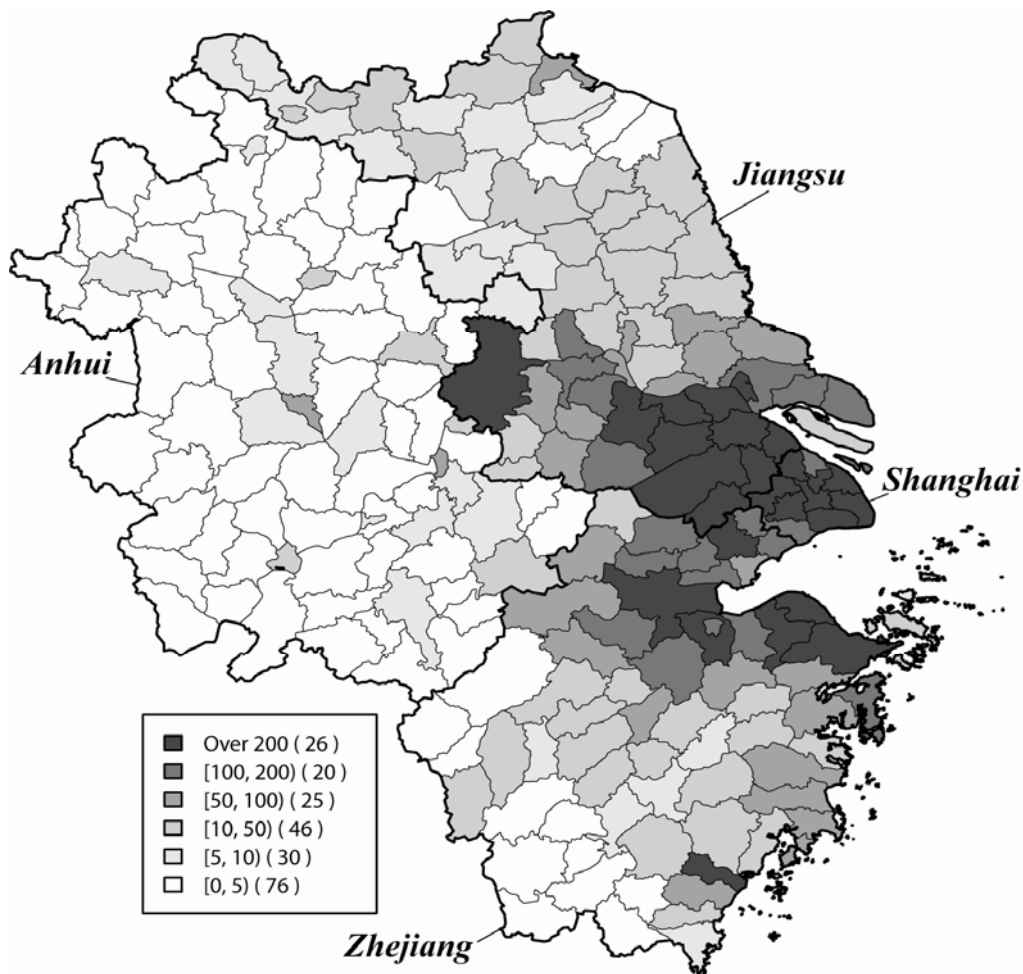 Jiangsu
Anhui
Shanghai
Over 200 ( 26 )
[100, 200) ( 20 )
[50, 100) ( 25 )
[10, 50) ( 46 )
[5, 10) ( 30 )
[0, 5) ( 76 )
Zhejiang